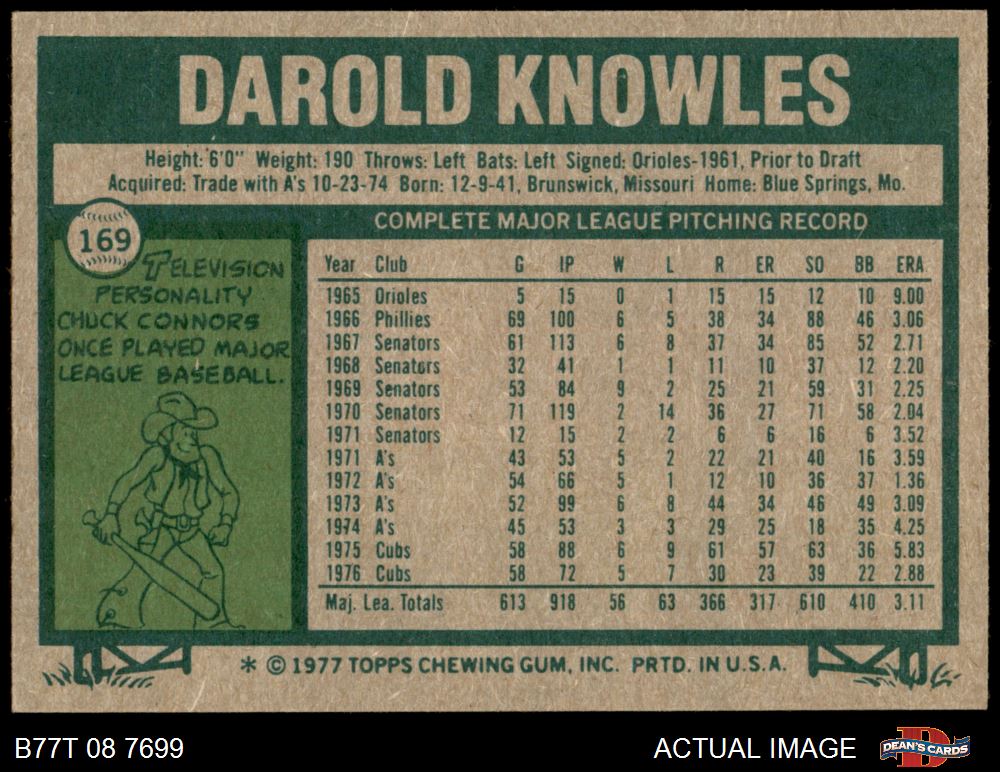 DAROLD KNOWLES
Height: 6'0" Weight: 190 Throws: Left Bats: Left Signed: Orioles-1961, Prior to Draft
Acquired: Trade with A's 10-23-74 Born: 12-9-41, Brunswick, Missouri Home: Blue Springs, Mo.
169
TELEVISION
PERSONALITY
CHUCK CONNORS
ONCE PLAYED MAJOR
LEAGUE BASEBALL.
COMPLETE MAJOR LEAGUE PITCHING RECORD
Year Club G IP W L R ER SO BB ERA
1965 Orioles 5 15 0 1 15 15 12 10 9.00
1966 Phillies 69 100 6 5 38 34 88 46 3.06
1967 Senators 61 113 6 8 37 34 85 52 2.71
1968 Senators 32 41 1 1 11 10 37 12 2.20
1969 Senators 53 84 9 2 25 21 59 31 2.25
1970 Senators 71 119 2 14 36 27 71 58 2.04
1971 Senators 12 15 2 2 6 6 16 6 3.52
1971 A's 43 53 5 2 22 21 40 16 3.59
1972 A's 54 66 5 1 12 10 36 37 1.36
1973 A's 52 99 6 8 44 34 46 49 3.09
1974 A's 45 53 3 3 29 25 18 35 4.25
1975 Cubs 58 88 6 9 61 57 63 36 5.83
1976 Cubs 58 72 5 7 30 23 39 22 2.88
Maj. Lea. Totals 613 918 56 63 366 317 610 410 3.11
* © 1977 TOPPS CHEWING GUM, INC. PRTD. IN U.S.A.
B77T 08 7699
ACTUAL IMAGE
DEAN'S CARDS